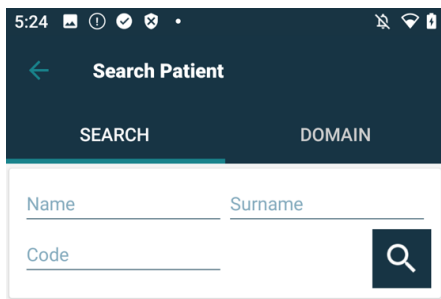 5:24
Search Patient
SEARCH DOMAIN
Name Surname
Code